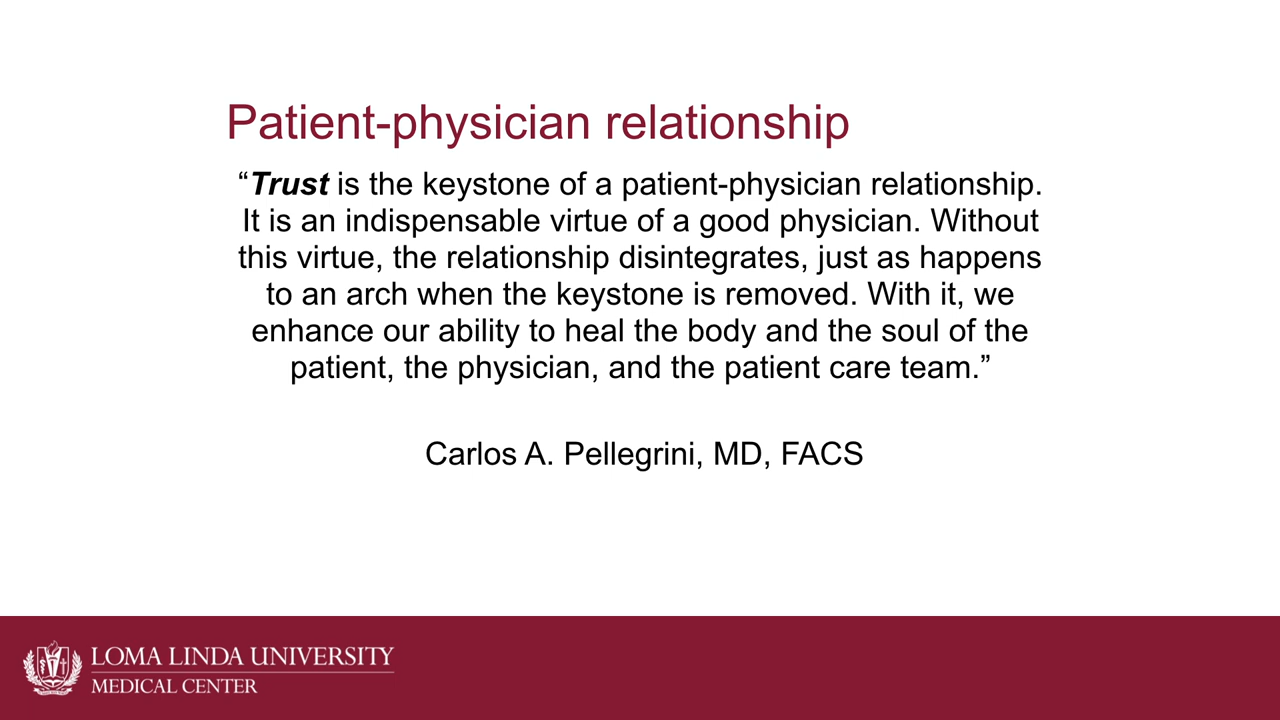 Patient-physician relationship
“Trust is the keystone of a patient-physician relationship.
It is an indispensable virtue of a good physician. Without
this virtue, the relationship disintegrates, just as happens
to an arch when the keystone is removed. With it, we
enhance our ability to heal the body and the soul of the
patient, the physician, and the patient care team.”
Carlos A. Pellegrini, MD, FACS
LOMA LINDA UNIVERSITY
MEDICAL CENTER